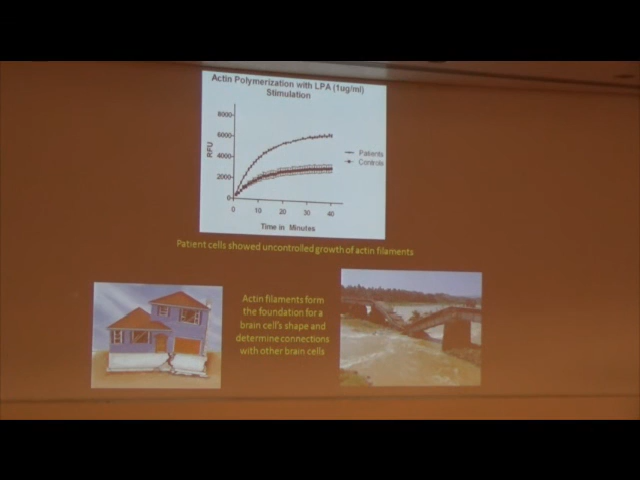 Actin Polymerization with LPA (1ug/ml)
Stimulation
8000
6000
4000
2000
0
RFU
0 10 20 30 40
Time in Minutes
Patients
Controls
Patient cells showed uncontrolled growth of actin filaments
Actin filaments form
the foundation for a
brain cell's shape and
determine connections
with other brain cells